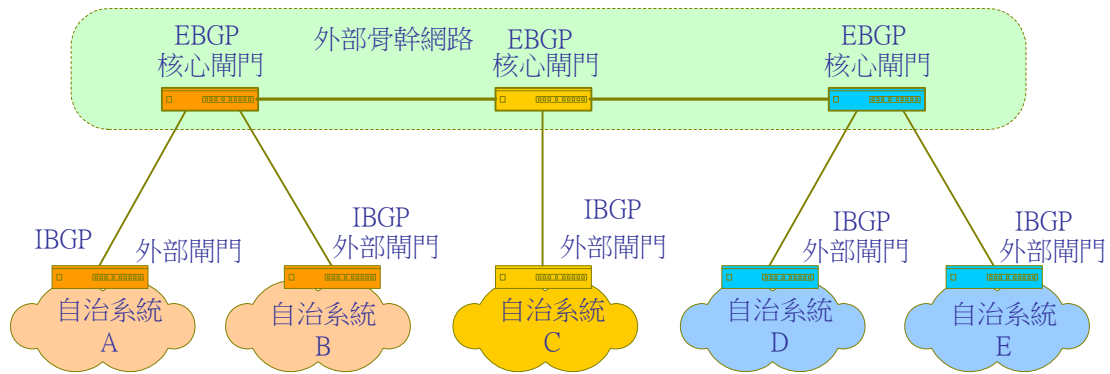 EBGP
核心閘門
外部骨幹網路
EBGP
核心閘門
EBGP
核心閘門
IBGP
外部閘門
IBGP
外部閘門
IBGP
外部閘門
IBGP
外部閘門
IBGP
外部閘門
自治系統
A
自治系統
B
自治系統
C
自治系統
D
自治系統
E